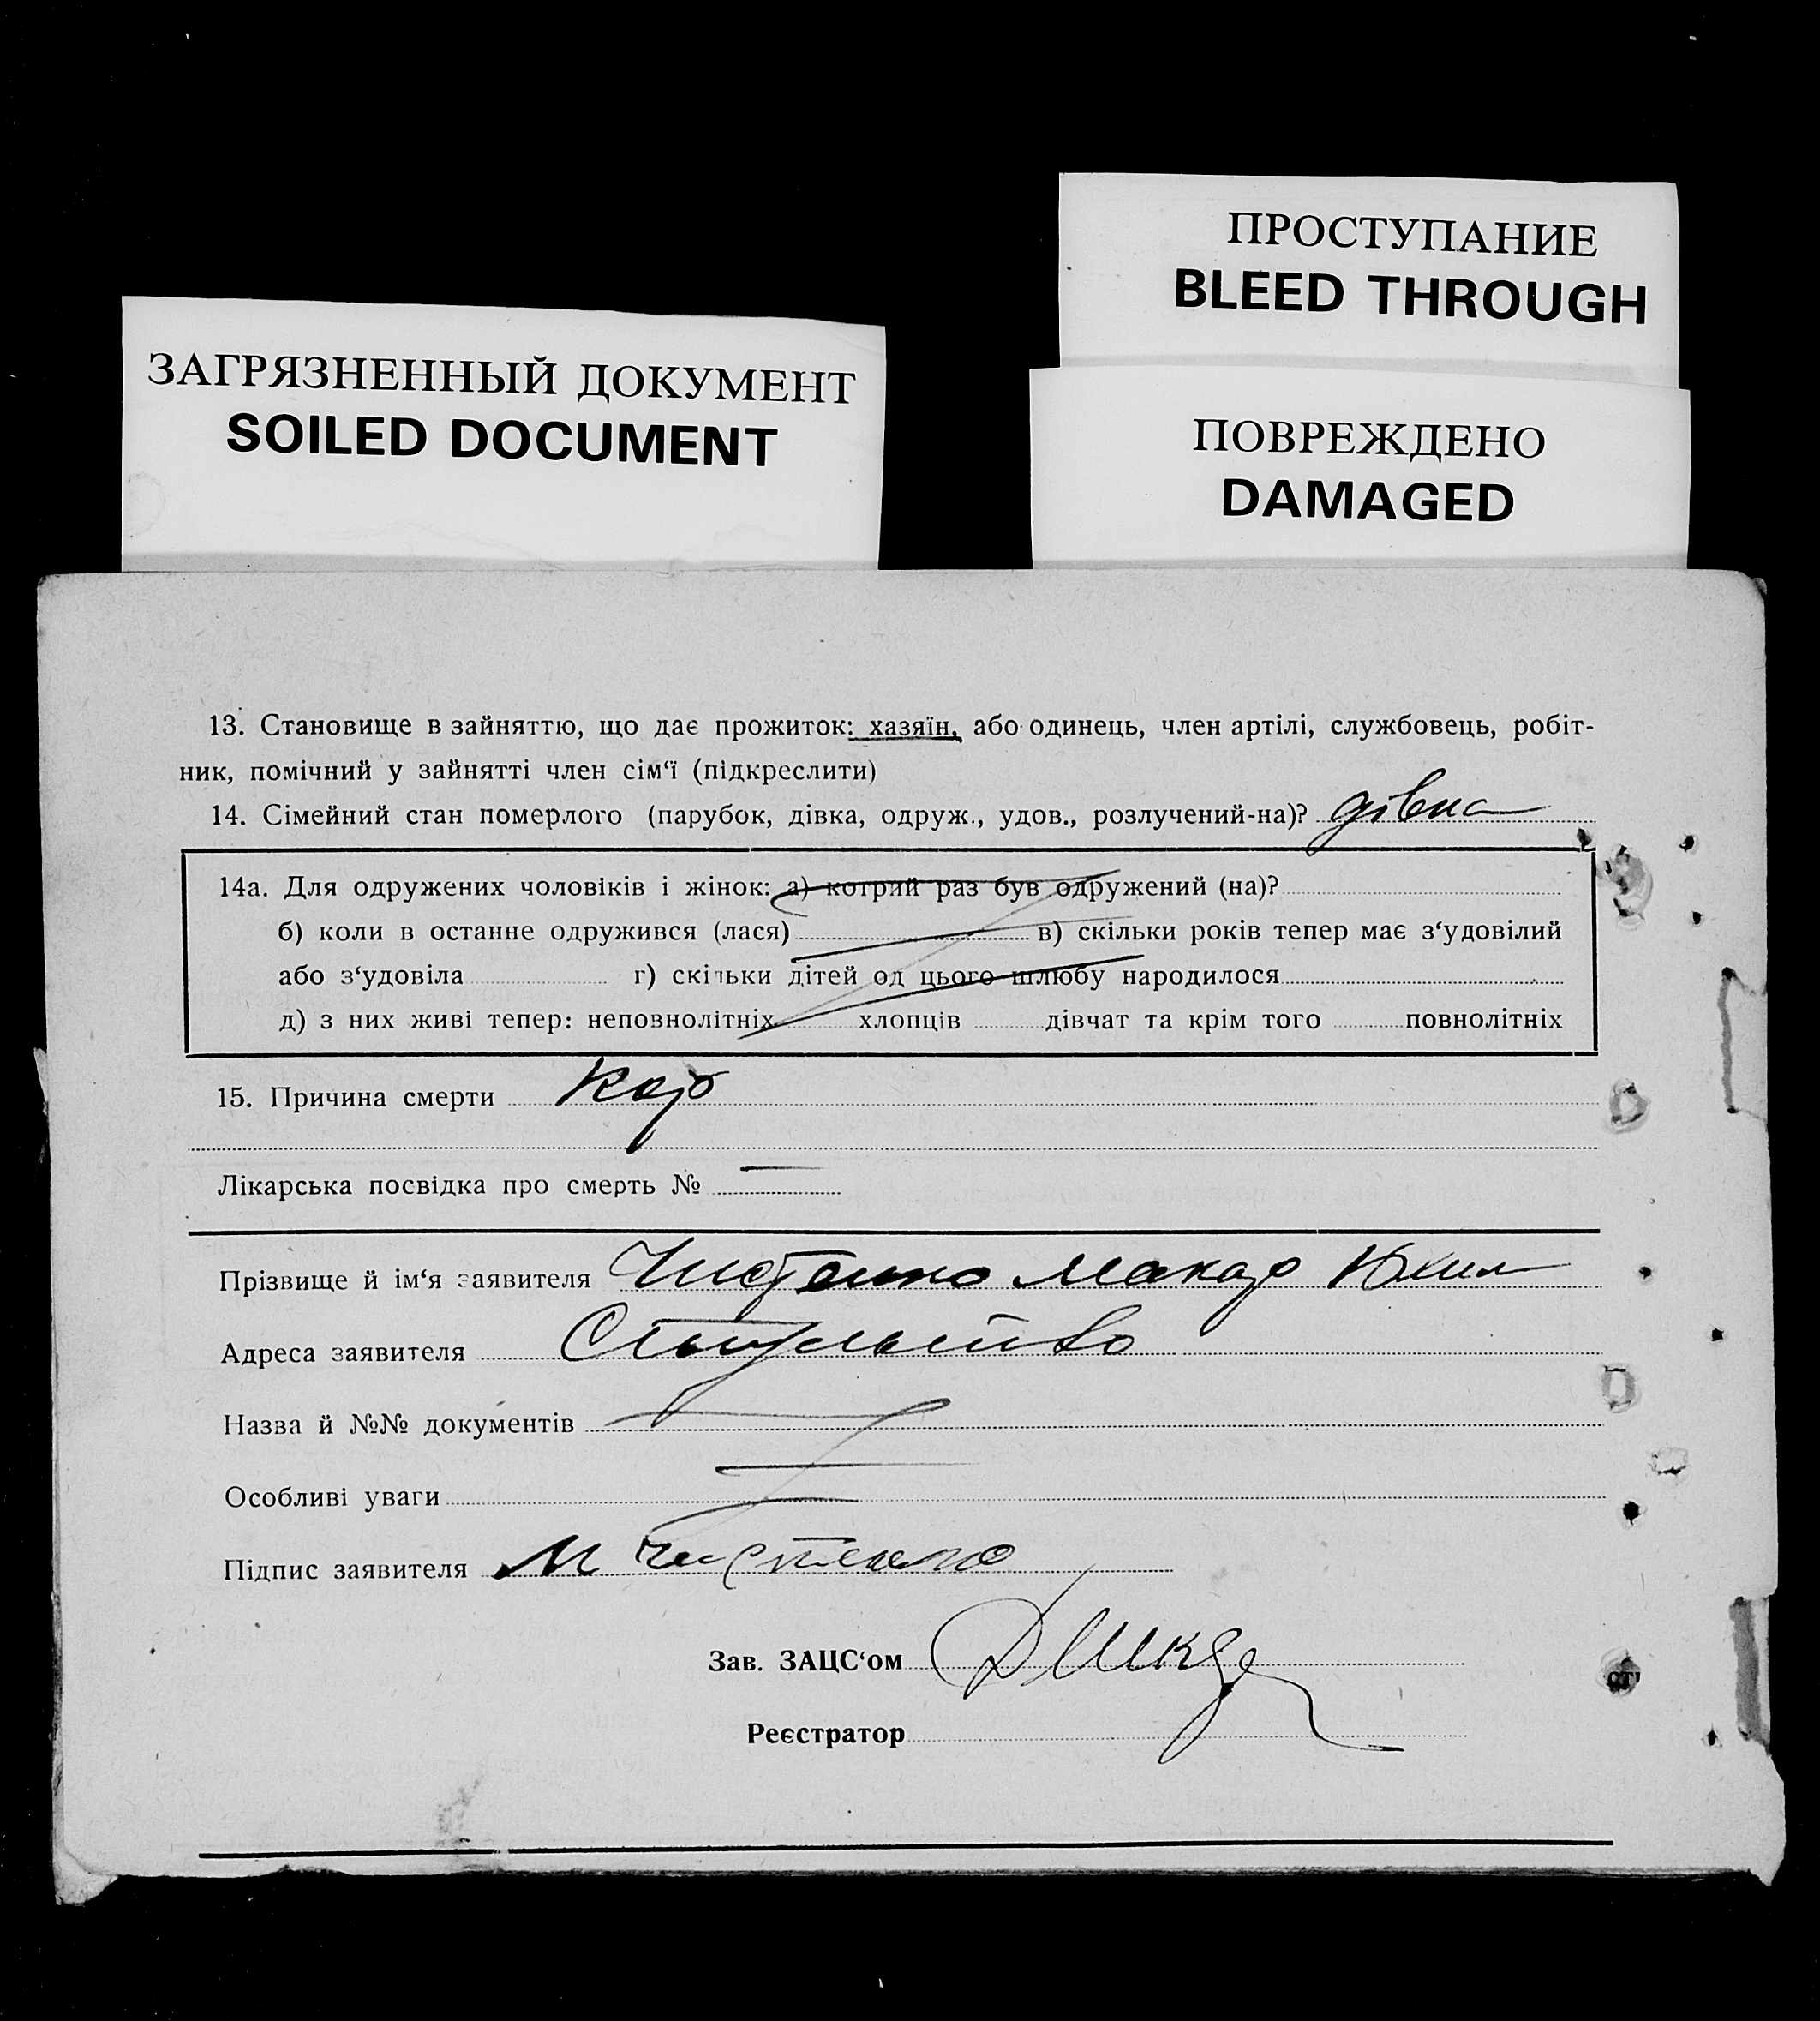 ПРОСТУПАНИЕ
BLEED THROUGH
ЗАГРЯЗНЕННЫЙ ДОКУМЕНТ
SOILED DOCUMENT
ПОВРЕЖДЕНО
DAMAGED
13. Становище в зайняттю, що дає прожиток: хазяїн, або одинець, член артілі, службовець, робіт-
ник, помічний у зайнятті член сім‘ї (підкреслити)
14. Сімейний стан померлого (парубок, дівка, одруж., удов., розлучений-на)? дівка
14а. Для одружених чоловіків і жінок: а) котрий раз був одружений (на)?
б) коли в останнє одружився (лася) в) скільки років тепер має з‘удовілий
або з‘удовіла г) скільки дітей од цього шлюбу народилося
д) з них живі тепер: неповнолітніх хлопців дівчат та крім того повнолітніх
15. Причина смерти Кор
Лікарська посвідка про смерть №
Прізвище й ім‘я заявителя Чистенко Макар
Адреса заявителя
Назва й №№ документів
Особливі уваги
Підпис заявителя М Чистенко
Зав. ЗАЦС‘ом
Реєстратор